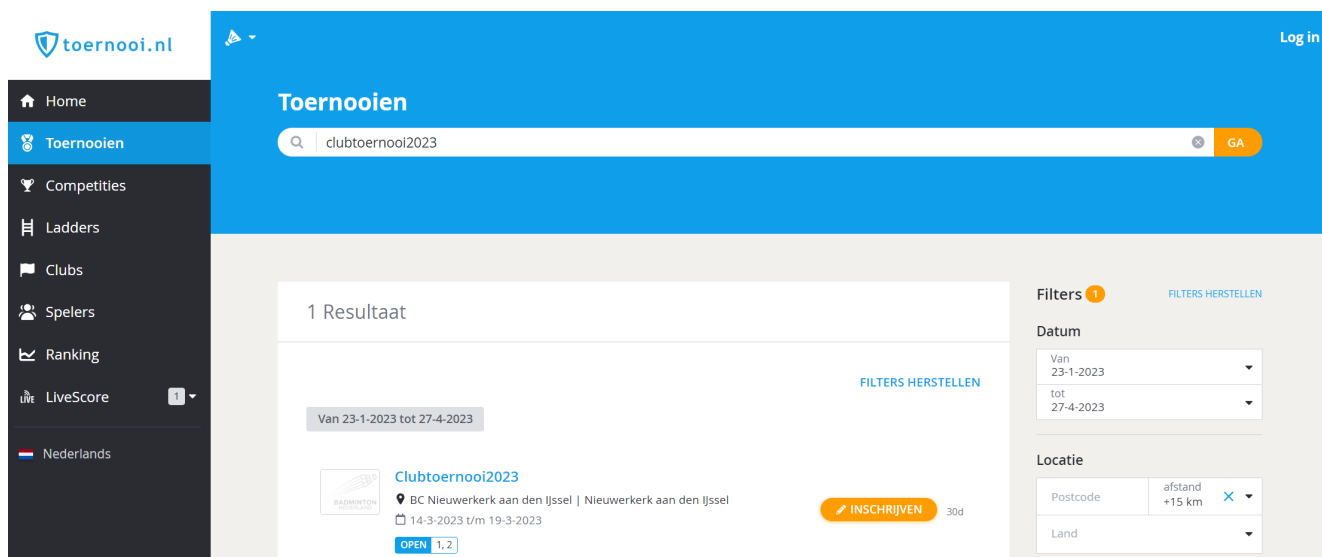 toernooi.nl
Log in
Home
Toernooien
Competities
Ladders
Clubs
Spelers
Ranking
LIVE LiveScore 1
Nederlands
Toernooien
clubtoernooi2023 GA
1 Resultaat
FILTERS HERSTELLEN
Van 23-1-2023 tot 27-4-2023
BADMINTON
NEDERLAND
Clubtoernooi2023
BC Nieuwerkerk aan den IJssel | Nieuwerkerk aan den IJssel
14-3-2023 t/m 19-3-2023
OPEN 1, 2
INSCHRIJVEN 30d
Filters 1 FILTERS HERSTELLEN
Datum
Van
23-1-2023
tot
27-4-2023
Locatie
Postcode
afstand
+15 km
Land